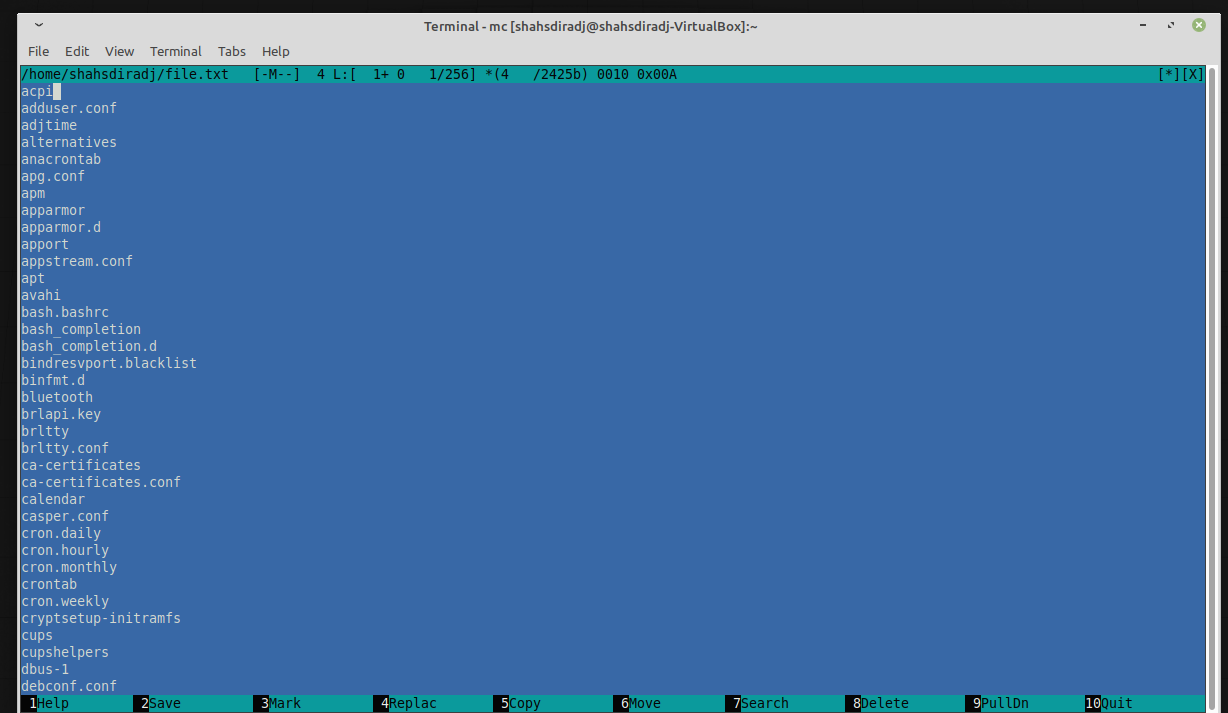 Terminal - mc [shahsdiradj@shahsdiradj-VirtualBox]:~
File Edit View Terminal Tabs Help
/home/shahsdiradj/file.txt [-M--] 4 L:[ 1+ 0 1/256] *(4 /2425b) 0010 0x00A [*][X]
acpi
adduser.conf
adjtime
alternatives
anacrontab
apg.conf
apm
apparmor
apparmor.d
apport
appstream.conf
apt
avahi
bash.bashrc
bash_completion
bash_completion.d
bindresvport.blacklist
binfmt.d
bluetooth
brlapi.key
brltty
brltty.conf
ca-certificates
ca-certificates.conf
calendar
casper.conf
cron.daily
cron.hourly
cron.monthly
crontab
cron.weekly
cryptsetup-initramfs
cups
cupshelpers
dbus-1
debconf.conf
1Help 2Save 3Mark 4Replac 5Copy 6Move 7Search 8Delete 9PullDn 10Quit